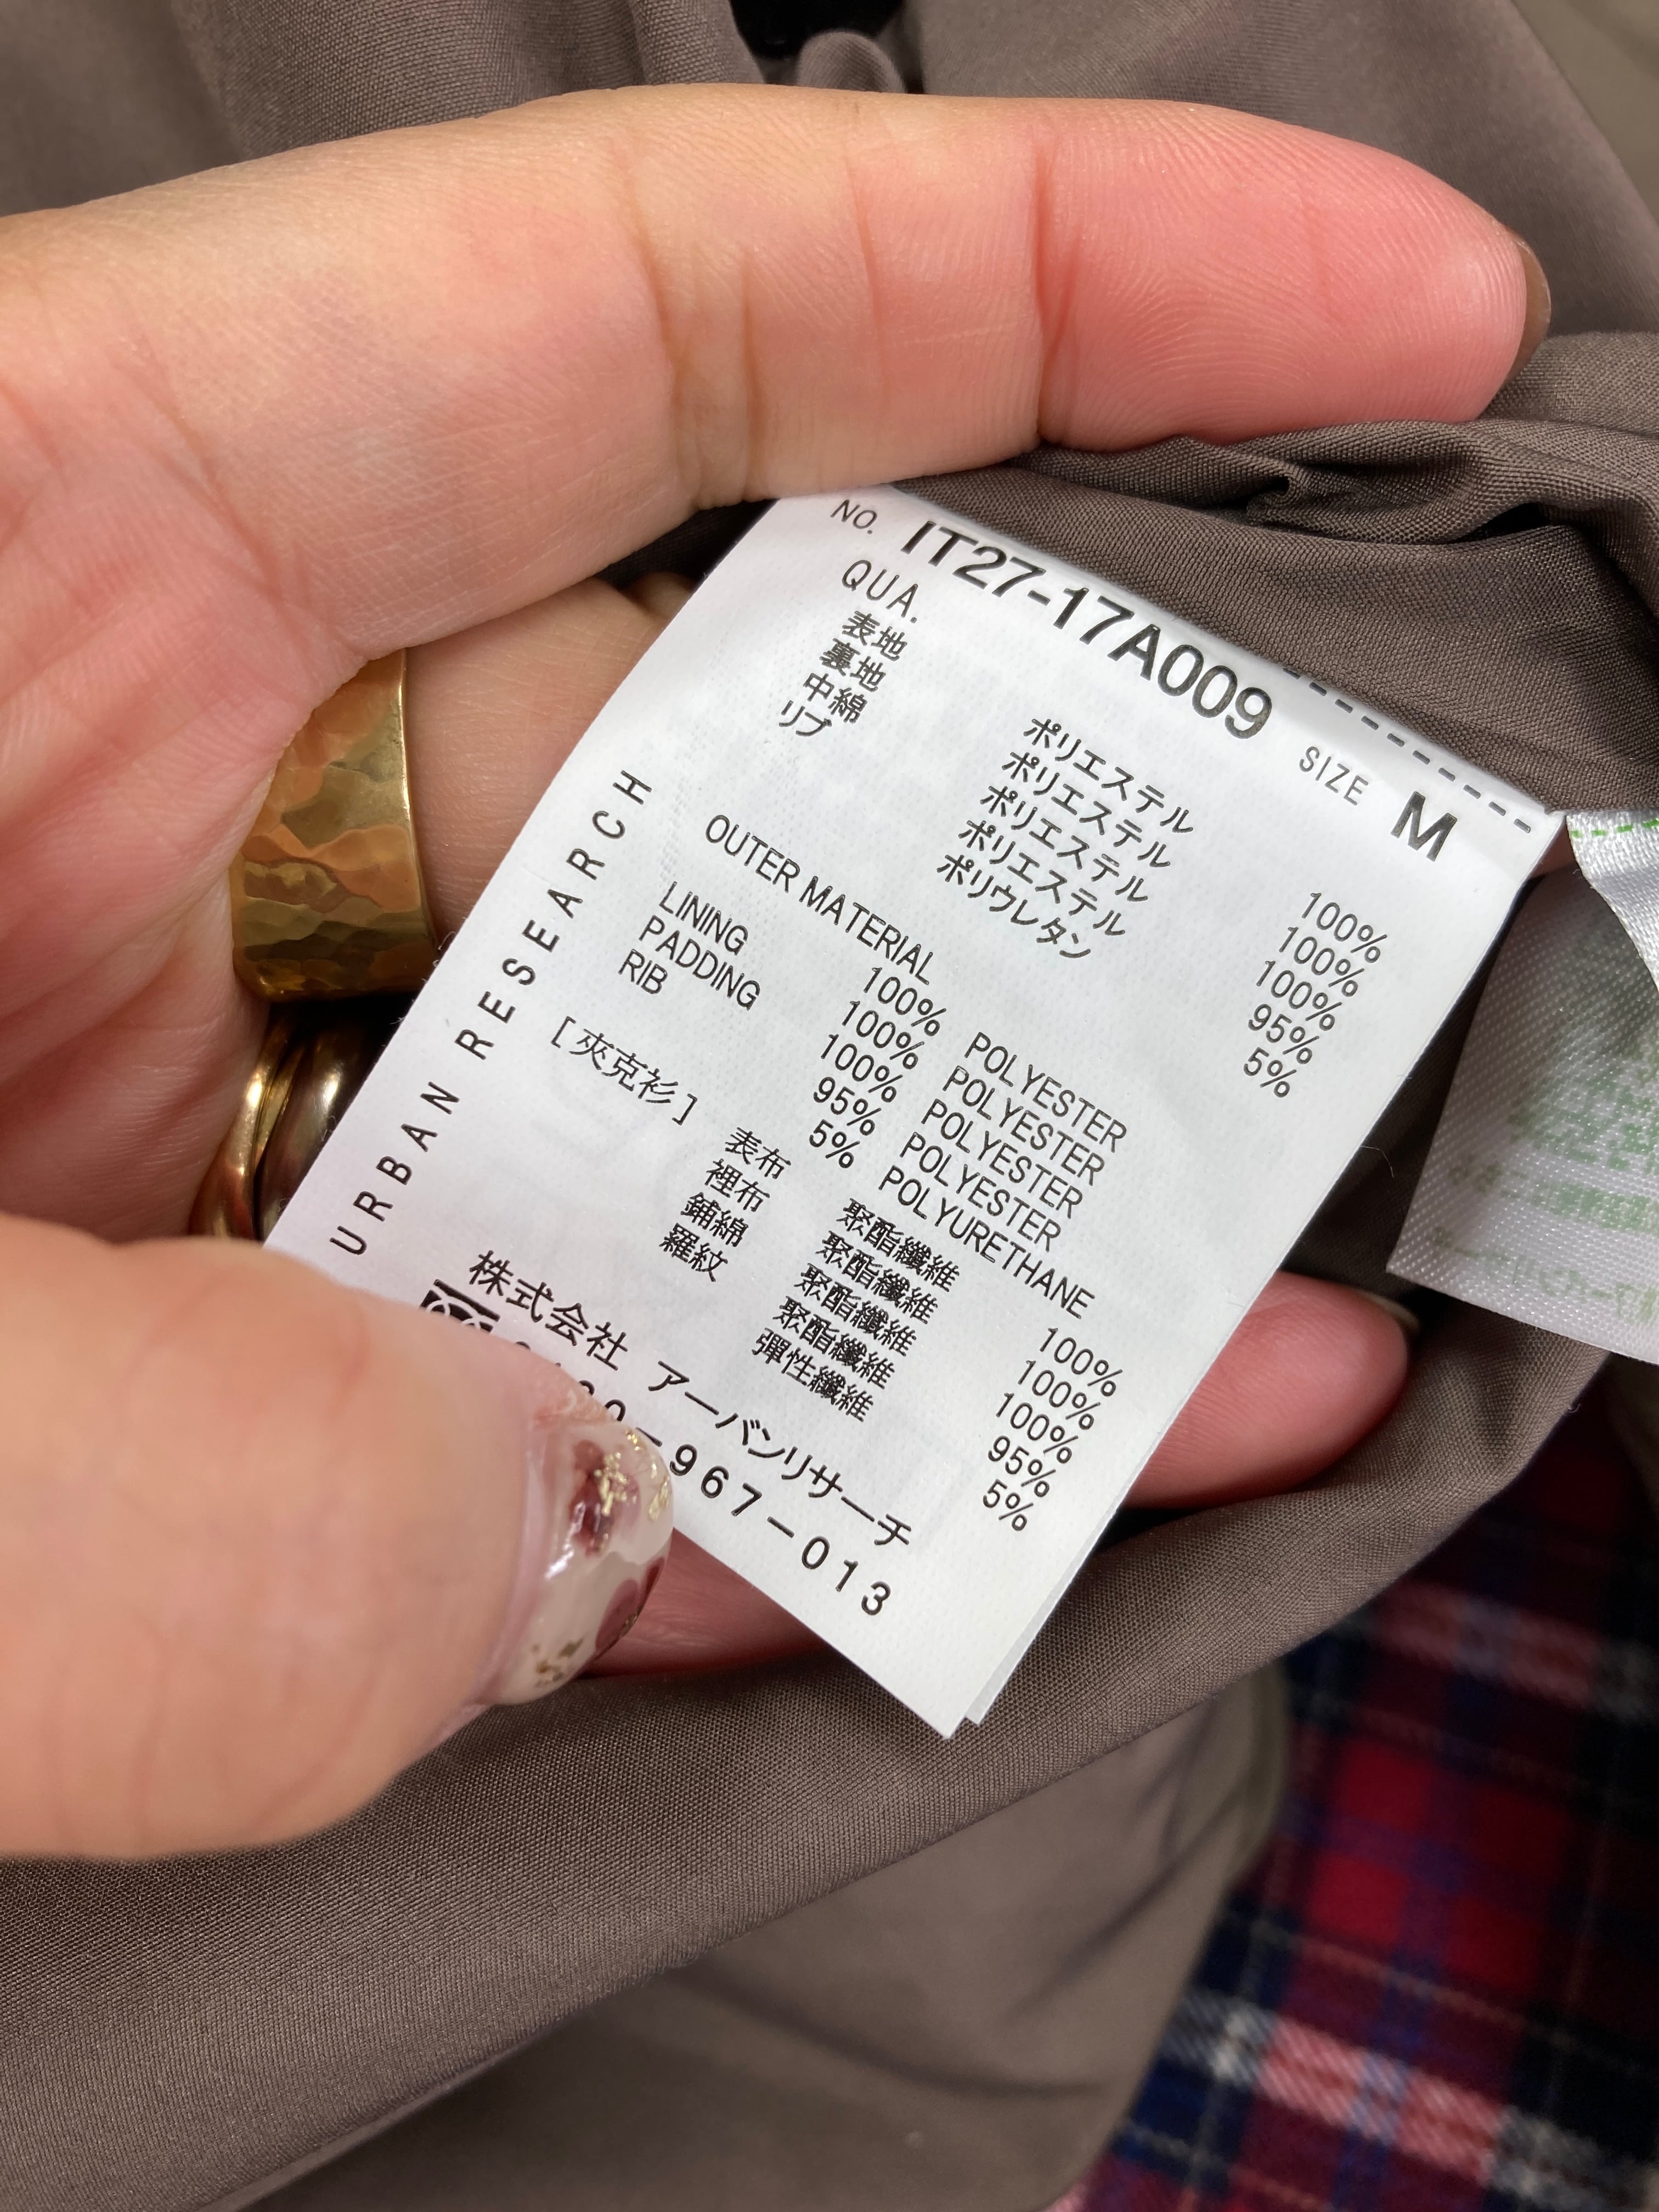 NO. IT27-17A009 SIZE M
QUA.
表地 ポリエステル 100%
裏地 ポリエステル 100%
中綿 ポリエステル 100%
リブ ポリエステル 95%
ポリウレタン 5%
OUTER MATERIAL
100% POLYESTER
LINING 100% POLYESTER
PADDING 100% POLYESTER
RIB 95% POLYESTER
5% POLYURETHANE
[夾克衫]
表布 聚酯纖維 100%
裡布 聚酯纖維 100%
鋪綿 聚酯纖維 100%
羅紋 聚酯纖維 95%
彈性纖維 5%
株式会社 アーバンリサーチ
-967-013
URBAN RESEARCH